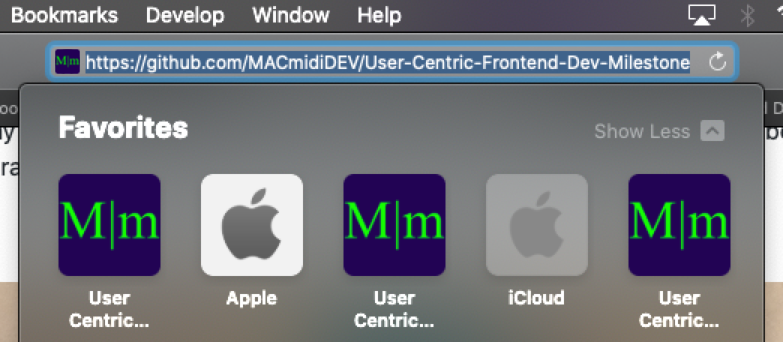 Bookmarks Develop Window Help
M|m https://github.com/MACmidiDEV/User-Centric-Frontend-Dev-Milestone
Favorites
Show Less
M|m M|m M|m
User Centric... Apple User Centric... iCloud User Centric...